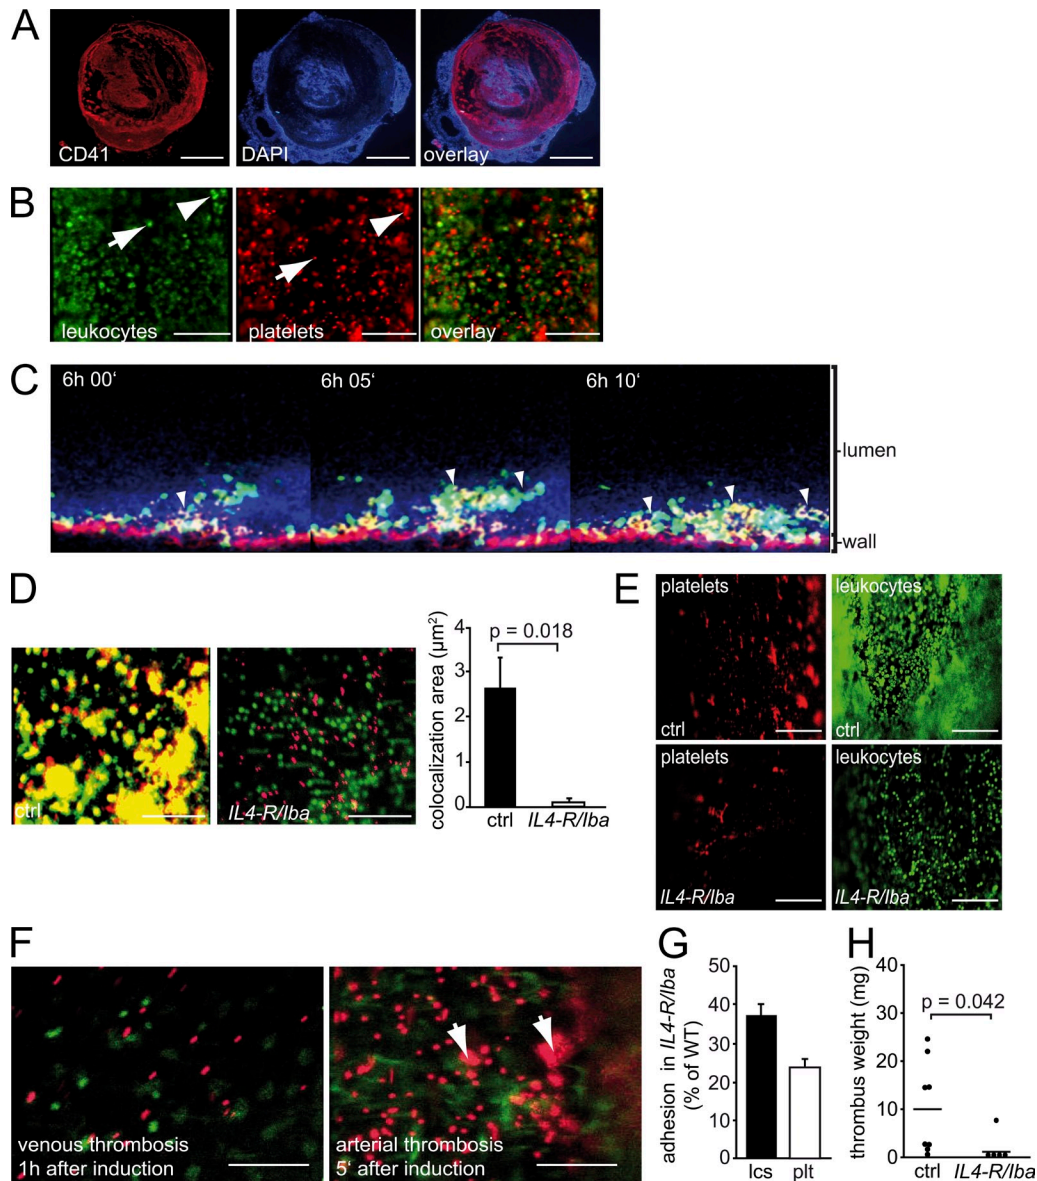 A
CD41
DAPI
overlay
B
leukocytes
platelets
overlay
C
6h 00‘
6h 05‘
6h 10‘
lumen
wall
D
ctrl
IL4-R/Iba
colocalization area (µm²)
4
3
2
1
0
p = 0.018
ctrl
IL4-R/Iba
E
platelets
ctrl
leukocytes
ctrl
platelets
IL4-R/Iba
leukocytes
IL4-R/Iba
F
venous thrombosis
1h after induction
arterial thrombosis
5‘ after induction
G
adhesion in IL4-R/Iba
(% of WT)
50
40
30
20
10
0
lcs
plt
H
thrombus weight (mg)
40
30
20
10
0
p = 0.042
ctrl
IL4-R/Iba